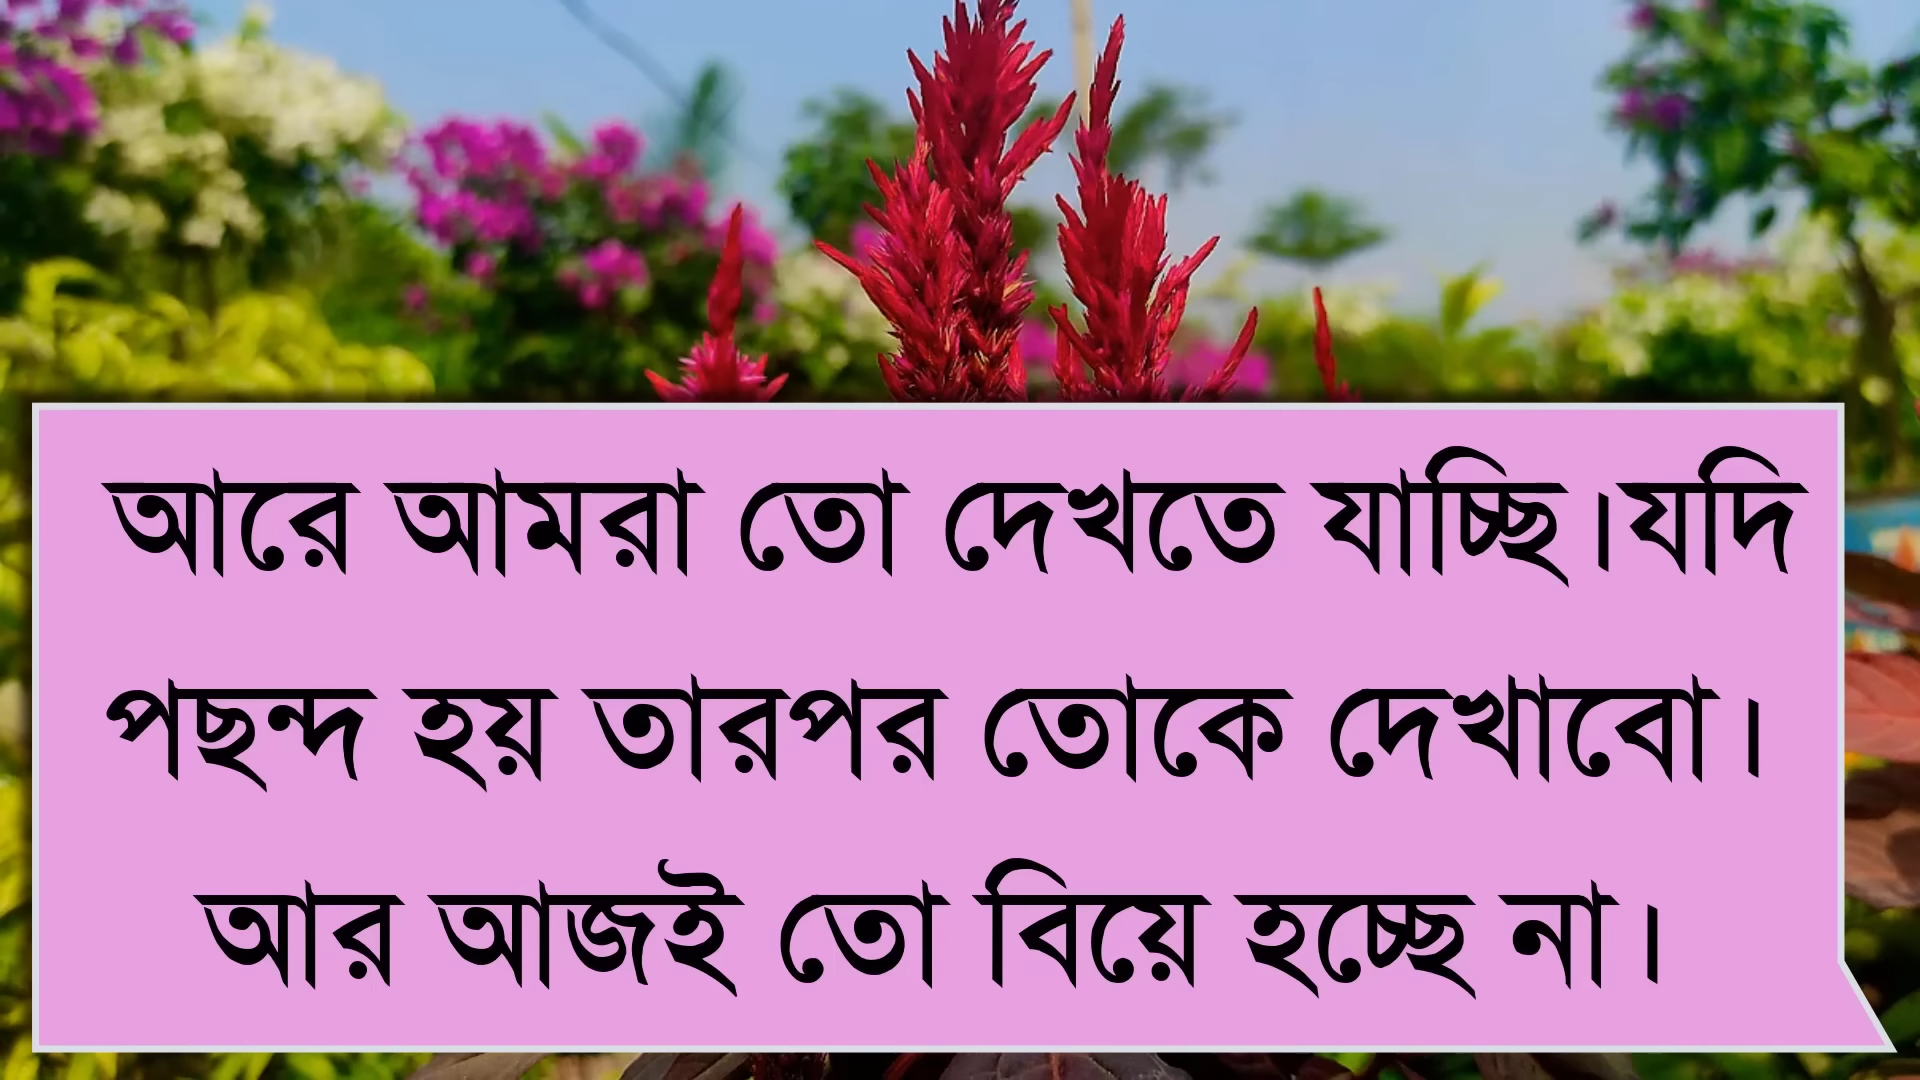 আরে আমরা তো দেখতে যাচ্ছি।যদি
পছন্দ হয় তারপর তোকে দেখাবো।
আর আজই তো বিয়ে হচ্ছে না।